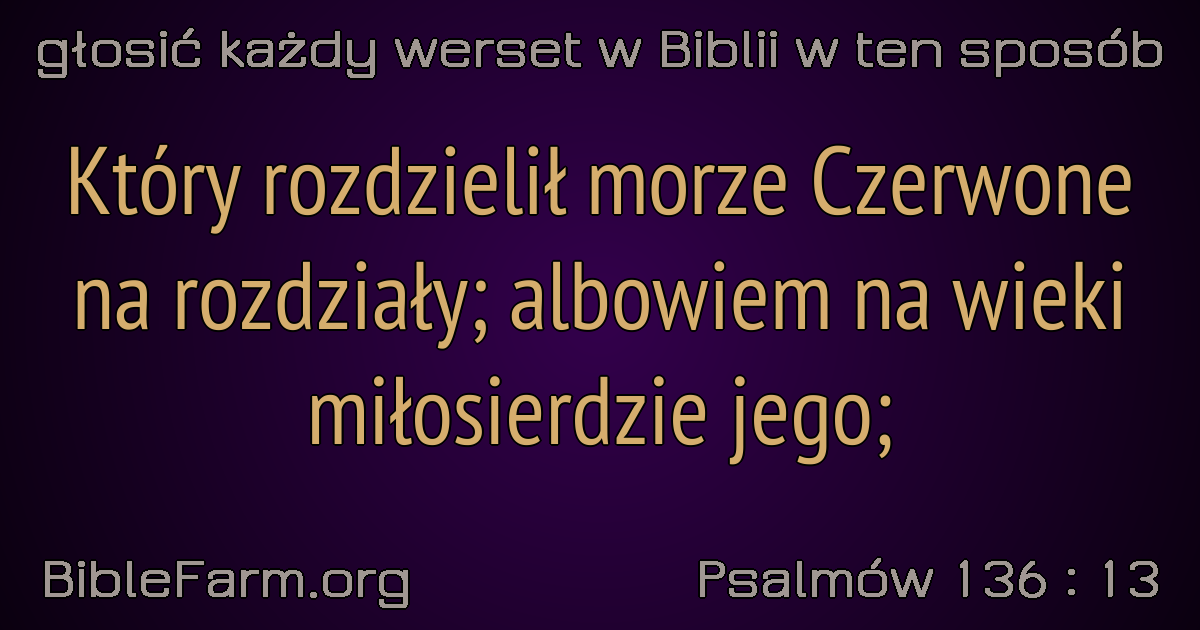 głosić każdy werset w Biblii w ten sposób
Który rozdzielił morze Czerwone
na rozdziały; albowiem na wieki
miłosierdzie jego;
BibleFarm.org
Psalmów 136 : 13